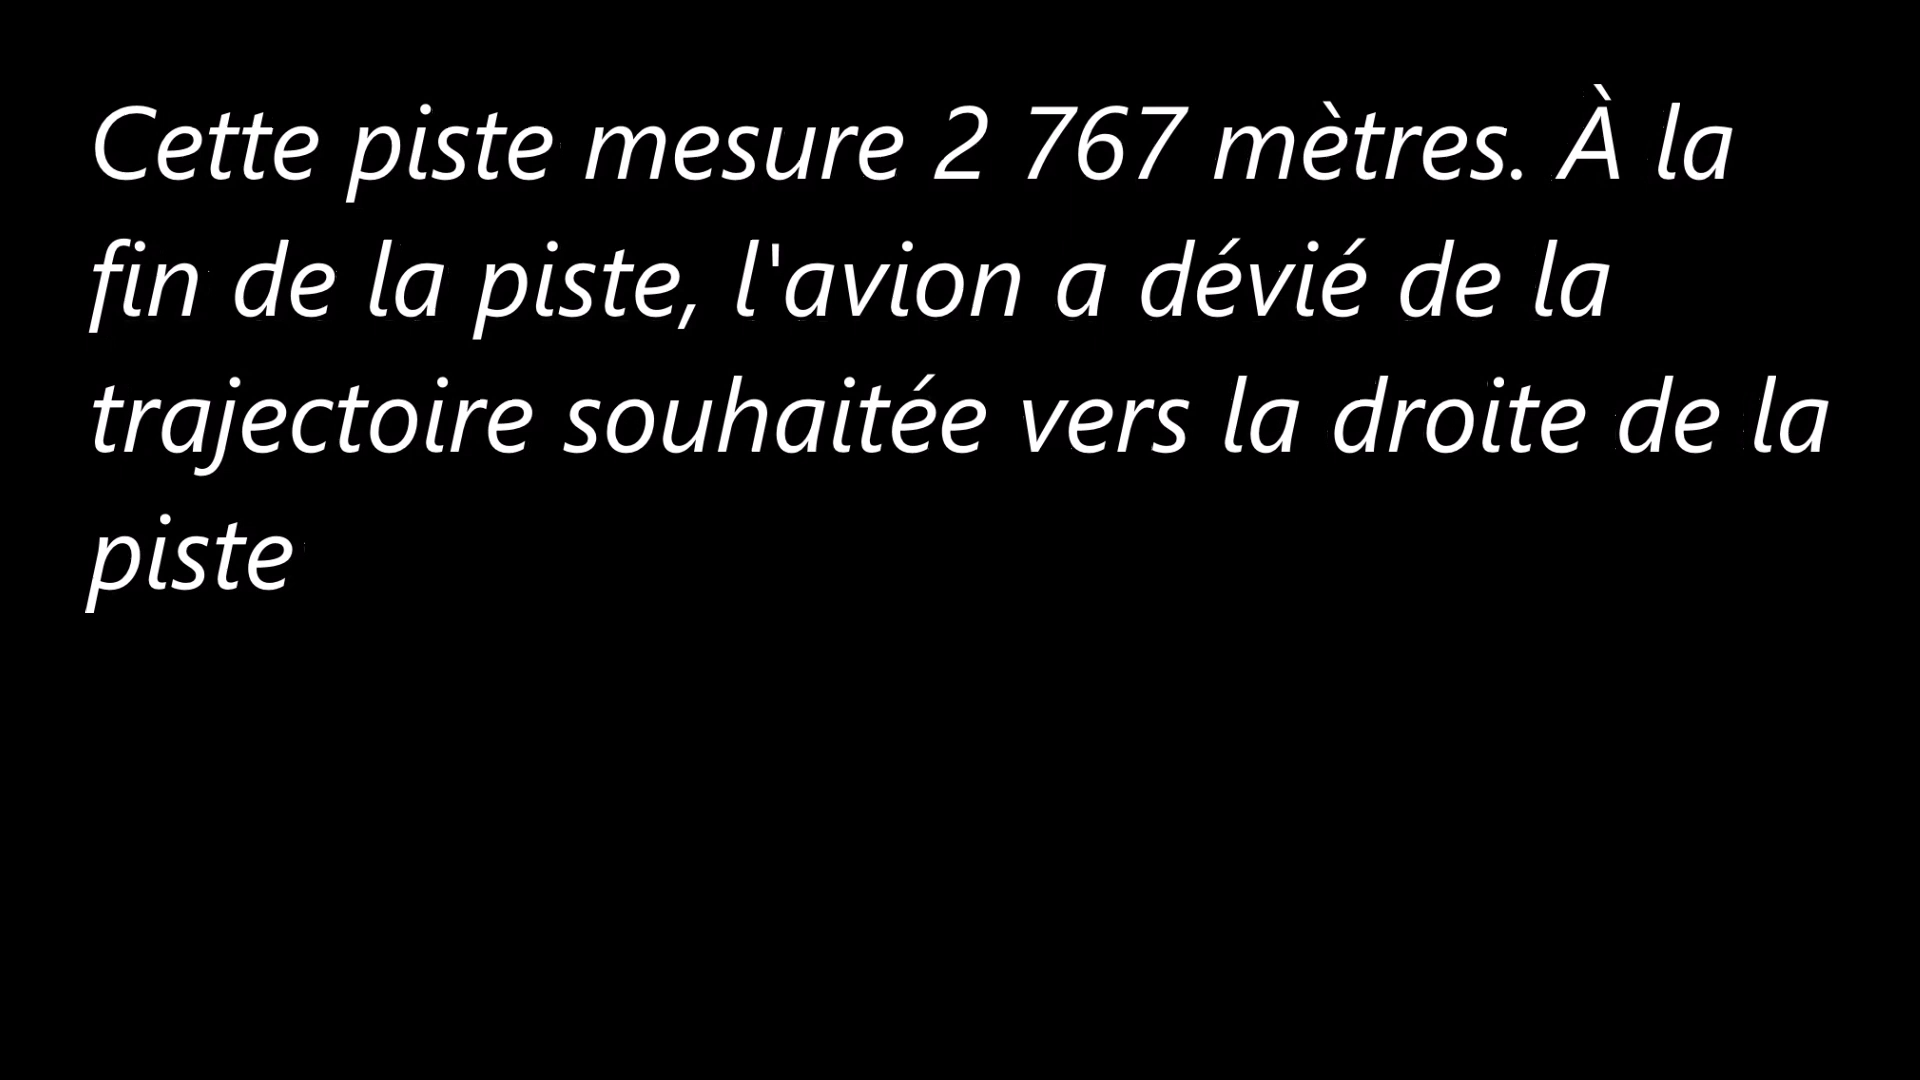 Cette piste mesure 2 767 mètres. À la
fin de la piste, l'avion a dévié de la
trajectoire souhaitée vers la droite de la
piste